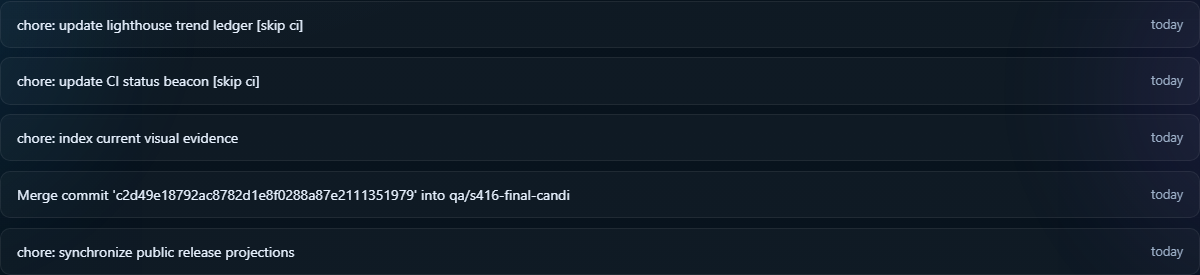 chore: update lighthouse trend ledger [skip ci] today
chore: update CI status beacon [skip ci] today
chore: index current visual evidence today
Merge commit 'c2d49e18792ac8782d1e8f0288a87e2111351979' into qa/s416-final-candi today
chore: synchronize public release projections today